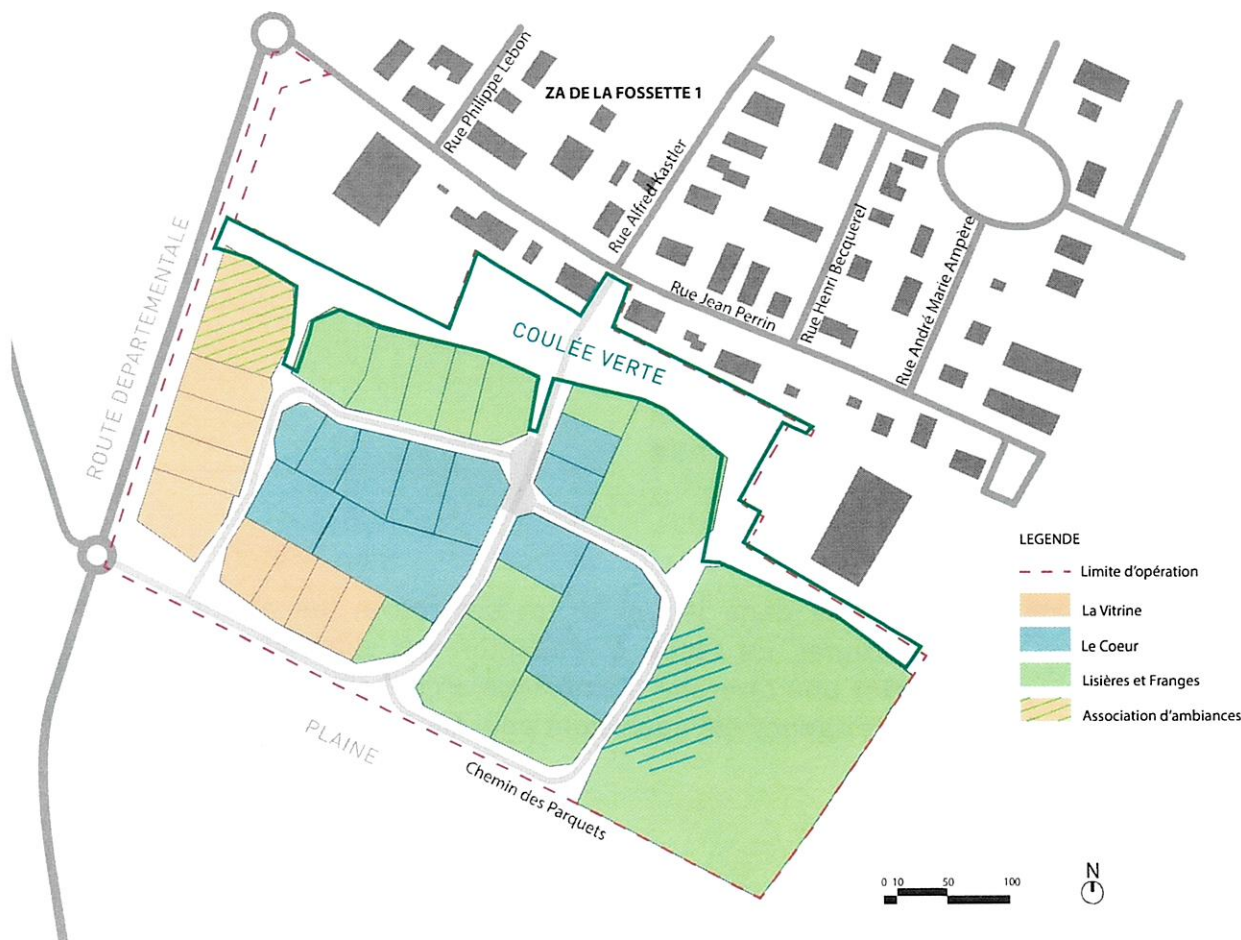 ZA DE LA FOSSETTE 1
Rue Philippe Lebon
Rue Alfred Kastler
Rue Henri Becquerel
Rue André Marie Ampère
Rue Jean Perrin
ROUTE DEPARTEMENTALE
COULÉE VERTE
PLAINE
Chemin des Parquets
LEGENDE
Limite d'opération
La Vitrine
Le Coeur
Lisières et Franges
Association d'ambiances
0 10 50 100
N